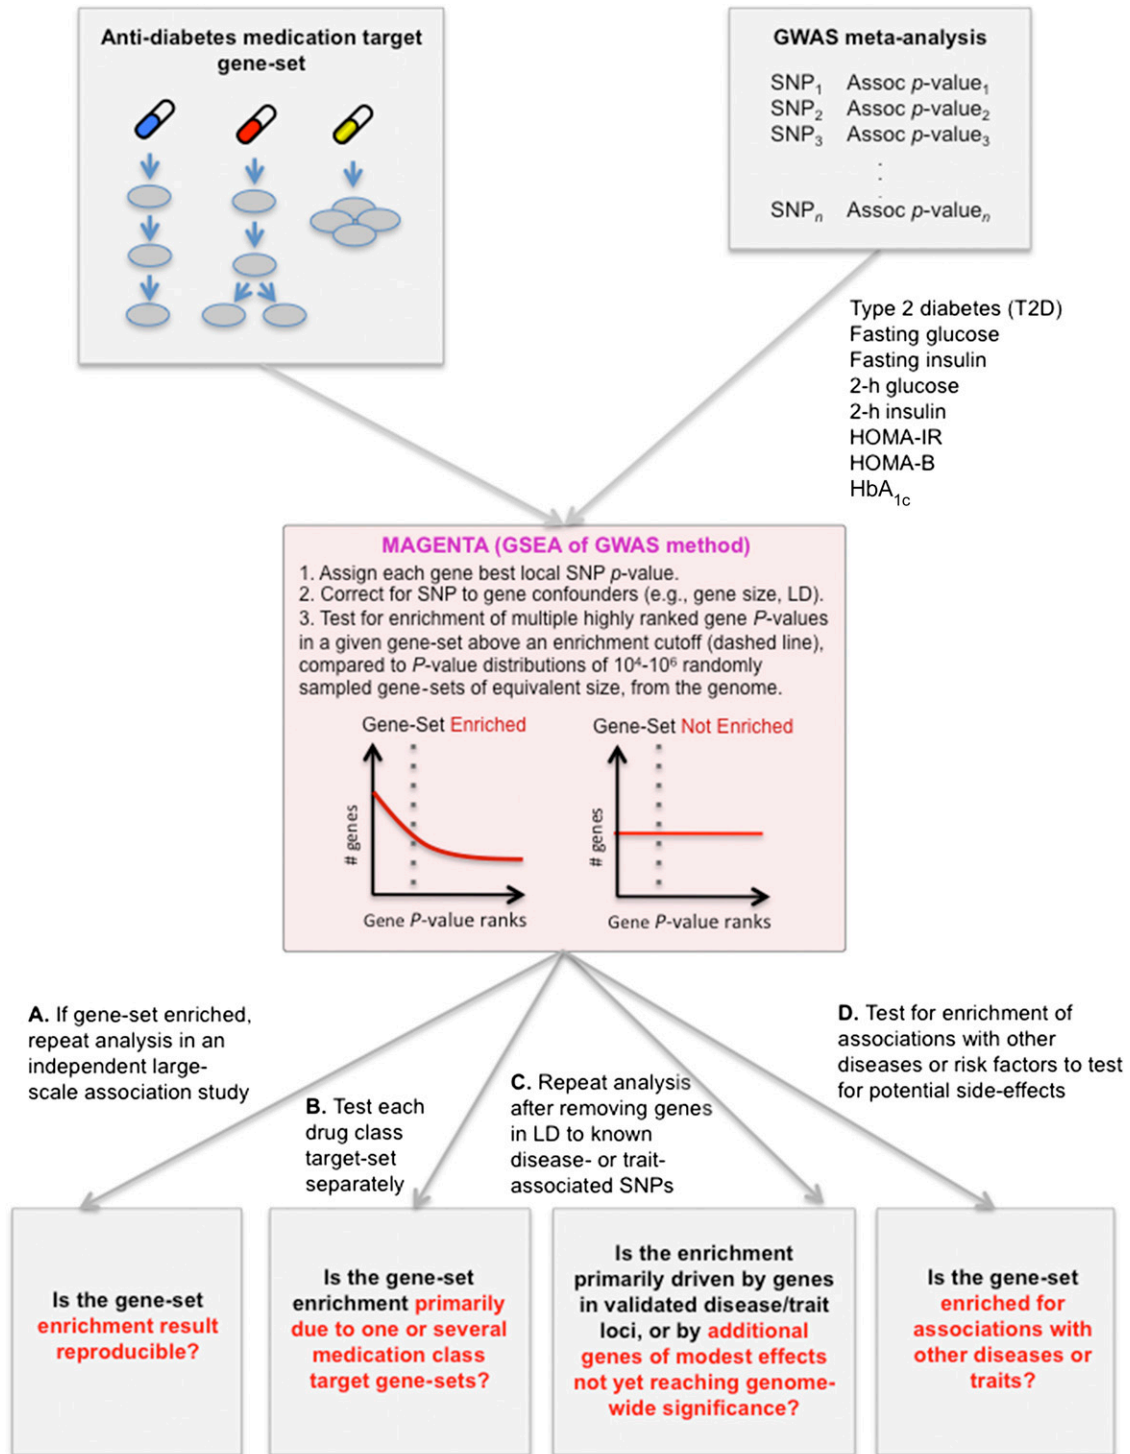 Anti-diabetes medication target
gene-set
GWAS meta-analysis
SNP1 Assoc p-value1
SNP2 Assoc p-value2
SNP3 Assoc p-value3
.
.
.
SNPn Assoc p-valuen
Type 2 diabetes (T2D)
Fasting glucose
Fasting insulin
2-h glucose
2-h insulin
HOMA-IR
HOMA-B
HbA1c
MAGENTA (GSEA of GWAS method)
1. Assign each gene best local SNP p-value.
2. Correct for SNP to gene confounders (e.g., gene size, LD).
3. Test for enrichment of multiple highly ranked gene P-values
in a given gene-set above an enrichment cutoff (dashed line),
compared to P-value distributions of 10⁴-10⁶ randomly
sampled gene-sets of equivalent size, from the genome.
Gene-Set Enriched
# genes
Gene P-value ranks
Gene-Set Not Enriched
# genes
Gene P-value ranks
A. If gene-set enriched,
repeat analysis in an
independent large-
scale association study
B. Test each
drug class
target-set
separately
C. Repeat analysis
after removing genes
in LD to known
disease- or trait-
associated SNPs
D. Test for enrichment of
associations with other
diseases or risk factors to test
for potential side-effects
Is the gene-set
enrichment result
reproducible?
Is the gene-set
enrichment primarily
due to one or several
medication class
target gene-sets?
Is the enrichment
primarily driven by genes
in validated disease/trait
loci, or by additional
genes of modest effects
not yet reaching genome-
wide significance?
Is the gene-set
enriched for
associations with
other diseases or
traits?